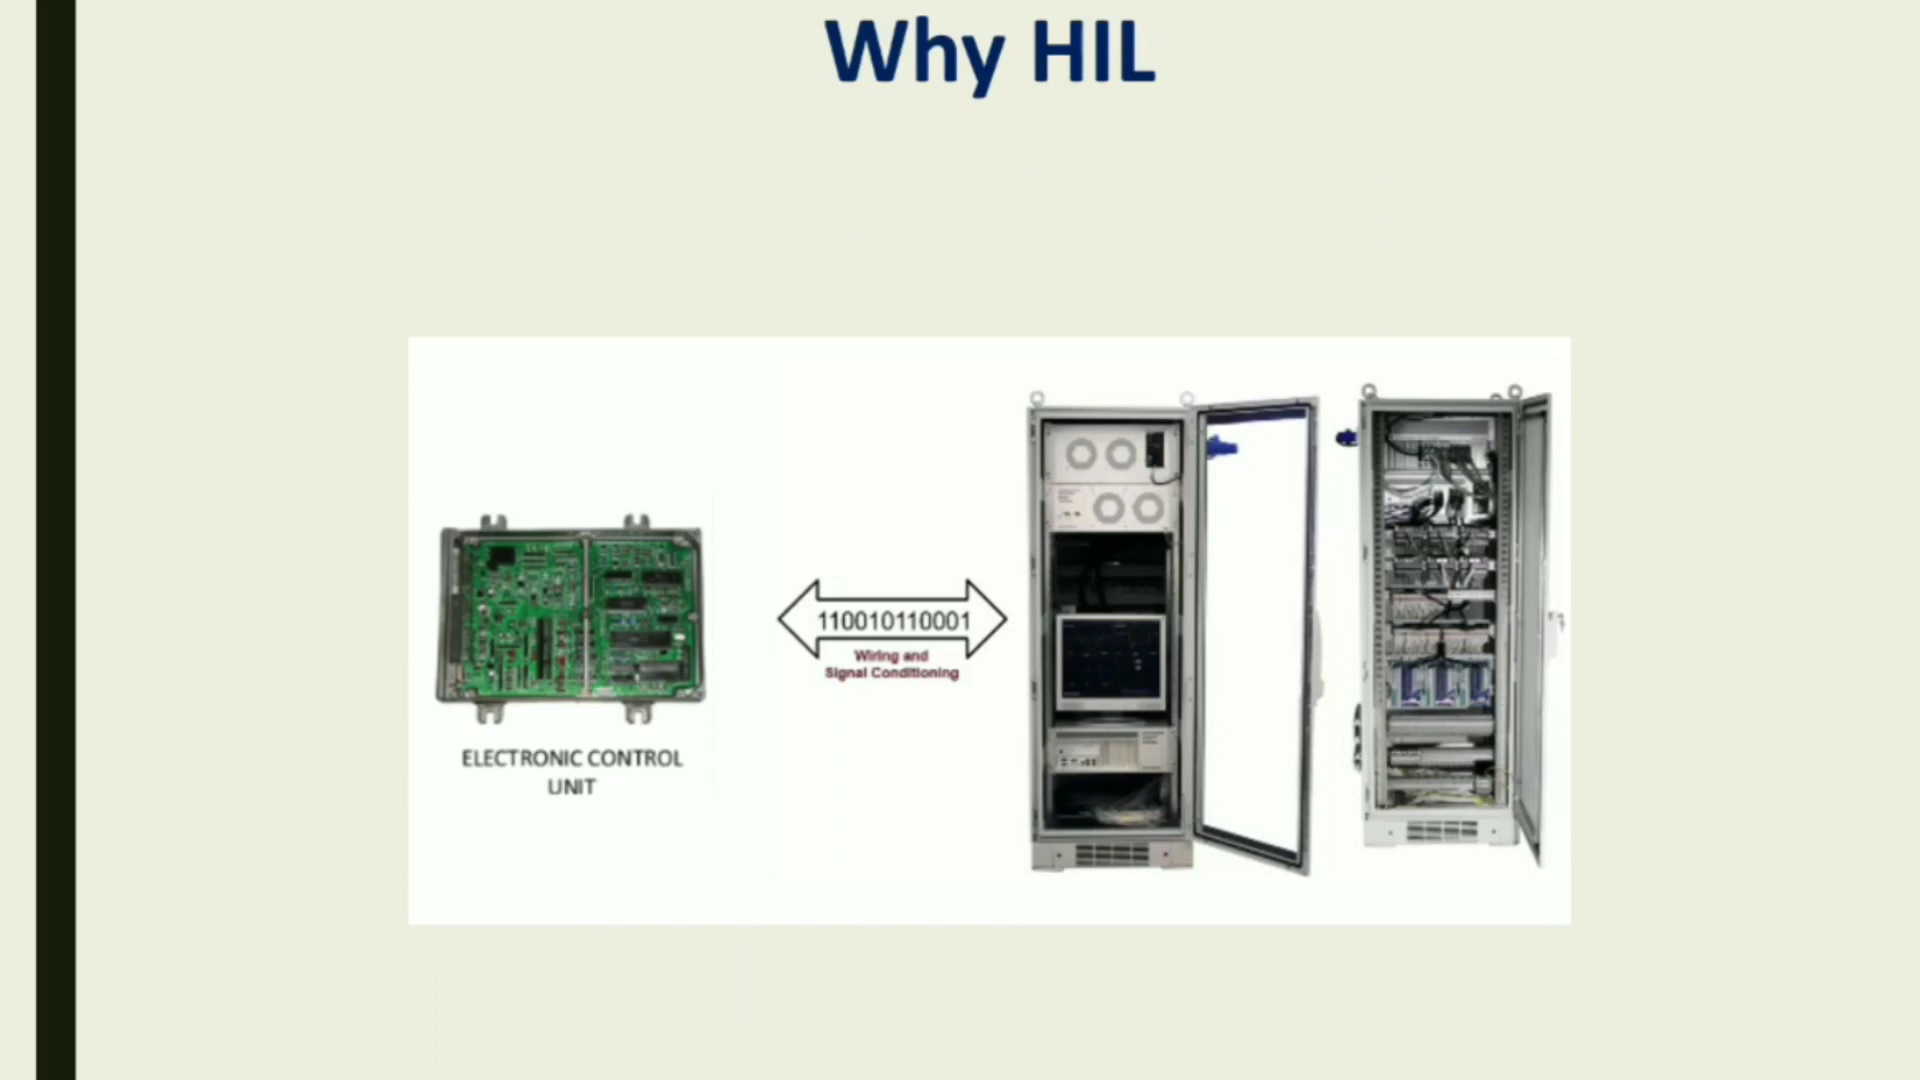 Why HIL
110010110001
Wiring and
Signal Conditioning
ELECTRONIC CONTROL
UNIT